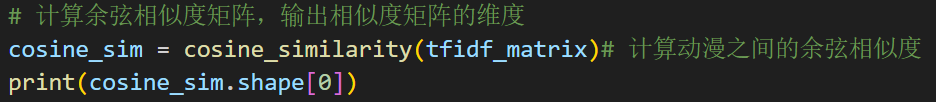 # 计算余弦相似度矩阵，输出相似度矩阵的维度
cosine_sim = cosine_similarity(tfidf_matrix)# 计算动漫之间的余弦相似度
print(cosine_sim.shape[0])